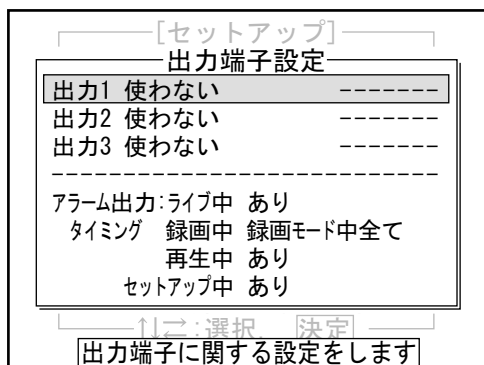 [セットアップ]
出力端子設定
出力1 使わない -------
出力2 使わない -------
出力3 使わない -------
---------------------------
ｱﾗｰﾑ出力:ﾗｲﾌﾞ中 あり
ﾀｲﾐﾝｸﾞ 録画中 録画ﾓｰﾄﾞ中全て
再生中 あり
ｾｯﾄｱｯﾌﾟ中 あり
↑↓⇄:選択 決定
出力端子に関する設定をします